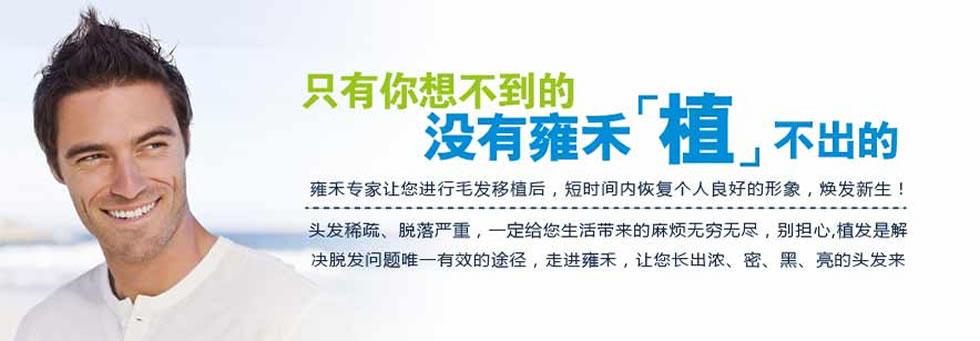 只有你想不到的
没有雍禾「植」不出的
雍禾专家让您进行毛发移植后，短时间内恢复个人良好的形象，焕发新生！
头发稀疏、脱落严重，一定给您生活带来的麻烦无穷无尽，别担心,植发是解
决脱发问题唯一有效的途径，走进雍禾，让您长出浓、密、黑、亮的头发来